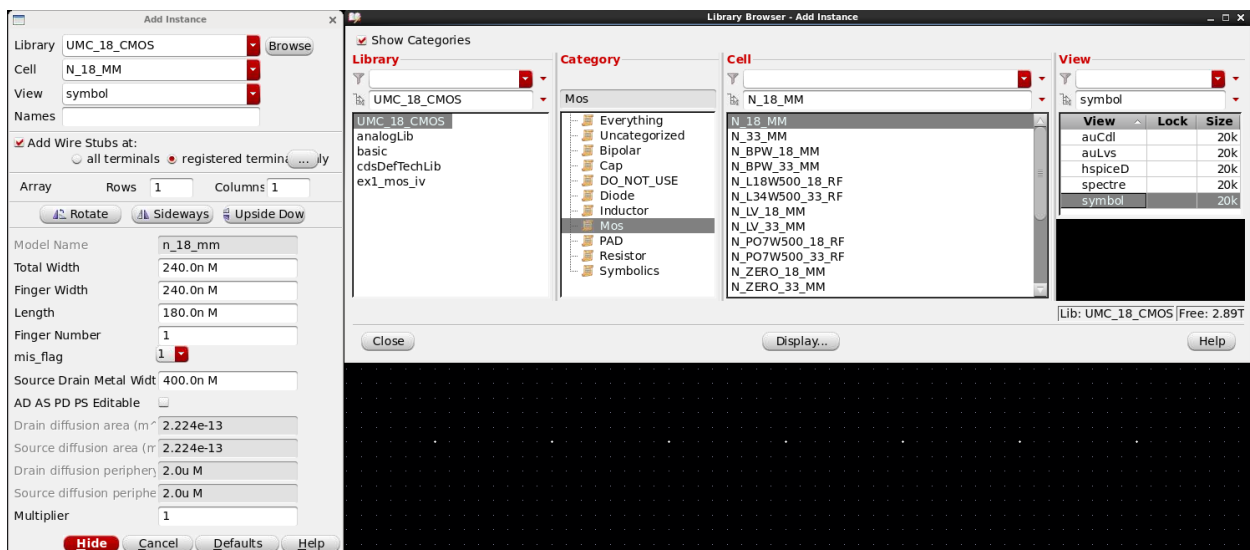 Add Instance
Library UMC_18_CMOS Browse
Cell N_18_MM
View symbol
Names
Add Wire Stubs at:
all terminals registered termina ... ly
Array Rows 1 Columns 1
Rotate Sideways Upside Dow
Model Name n_18_mm
Total Width 240.0n M
Finger Width 240.0n M
Length 180.0n M
Finger Number 1
mis_flag 1
Source Drain Metal Widt 400.0n M
AD AS PD PS Editable
Drain diffusion area (m^ 2.224e-13
Source diffusion area (m 2.224e-13
Drain diffusion periphery 2.0u M
Source diffusion periphe 2.0u M
Multiplier 1
Hide Cancel Defaults Help
Library Browser - Add Instance
Show Categories
Library
UMC_18_CMOS
UMC_18_CMOS
analogLib
basic
cdsDefTechLib
ex1_mos_iv
Category
Mos
Everything
Uncategorized
Bipolar
Cap
DO_NOT_USE
Diode
Inductor
Mos
PAD
Resistor
Symbolics
Cell
N_18_MM
N_18_MM
N_33_MM
N_BPW_18_MM
N_BPW_33_MM
N_L18W500_18_RF
N_L34W500_33_RF
N_LV_18_MM
N_LV_33_MM
N_PO7W500_18_RF
N_PO7W500_33_RF
N_ZERO_18_MM
N_ZERO_33_MM
View
symbol
View Lock Size
auCdl 20k
auLvs 20k
hspiceD 20k
spectre 20k
symbol 20k
Lib: UMC_18_CMOS Free: 2.89T
Close Display... Help